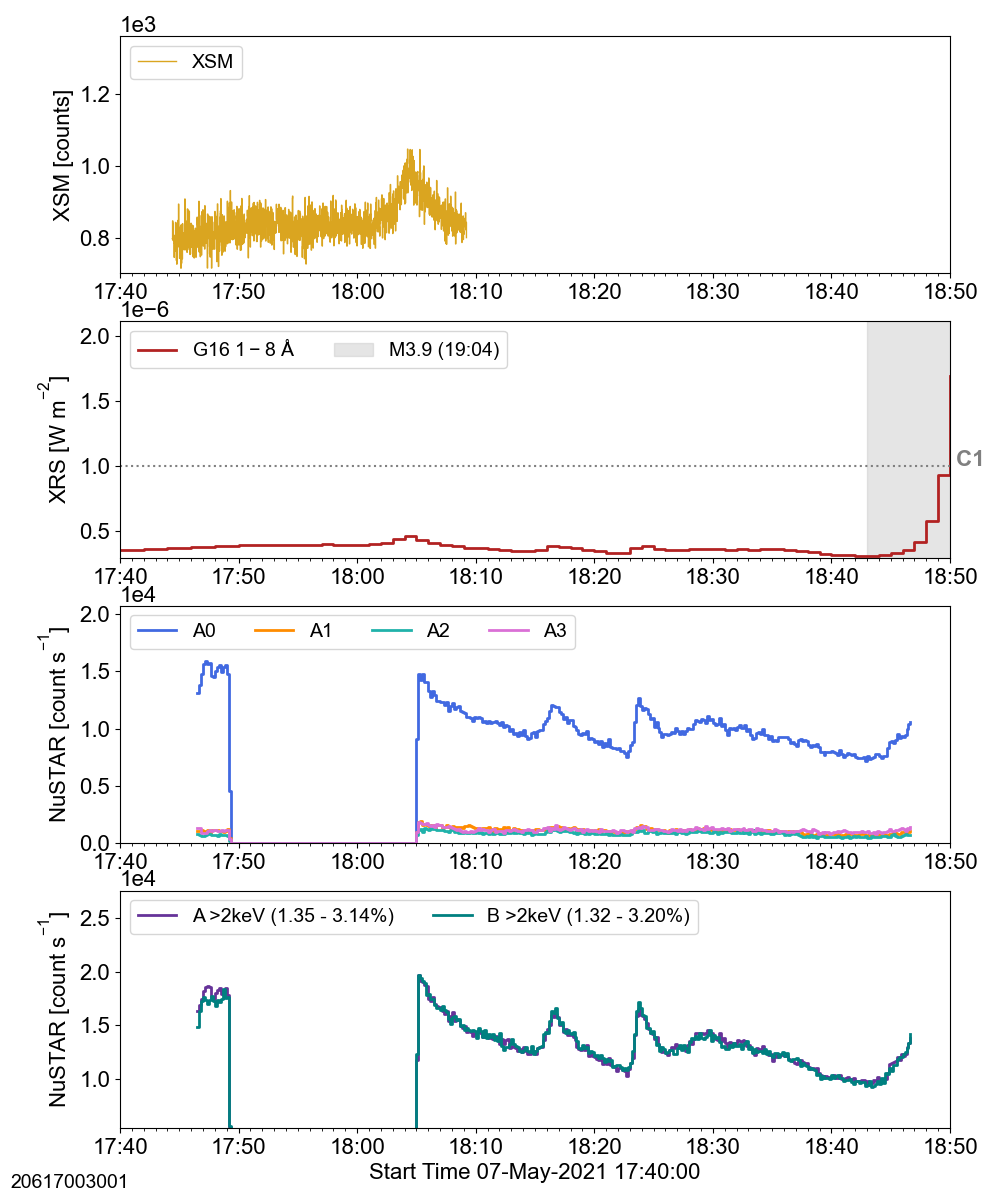 1e3
XSM
XSM [counts]
1.2
1.0
0.8
17:40 17:50 18:00 18:10 18:20 18:30 18:40 18:50
1e−6
G16 1 − 8 Å M3.9 (19:04)
XRS [W m⁻²]
2.0
1.5
1.0
0.5
C1
17:40 17:50 18:00 18:10 18:20 18:30 18:40 18:50
1e4
A0 A1 A2 A3
NuSTAR [count s⁻¹]
2.0
1.5
1.0
0.5
0.0
17:40 17:50 18:00 18:10 18:20 18:30 18:40 18:50
1e4
A >2keV (1.35 - 3.14%) B >2keV (1.32 - 3.20%)
NuSTAR [count s⁻¹]
2.5
2.0
1.5
1.0
17:40 17:50 18:00 18:10 18:20 18:30 18:40 18:50
Start Time 07-May-2021 17:40:00
20617003001